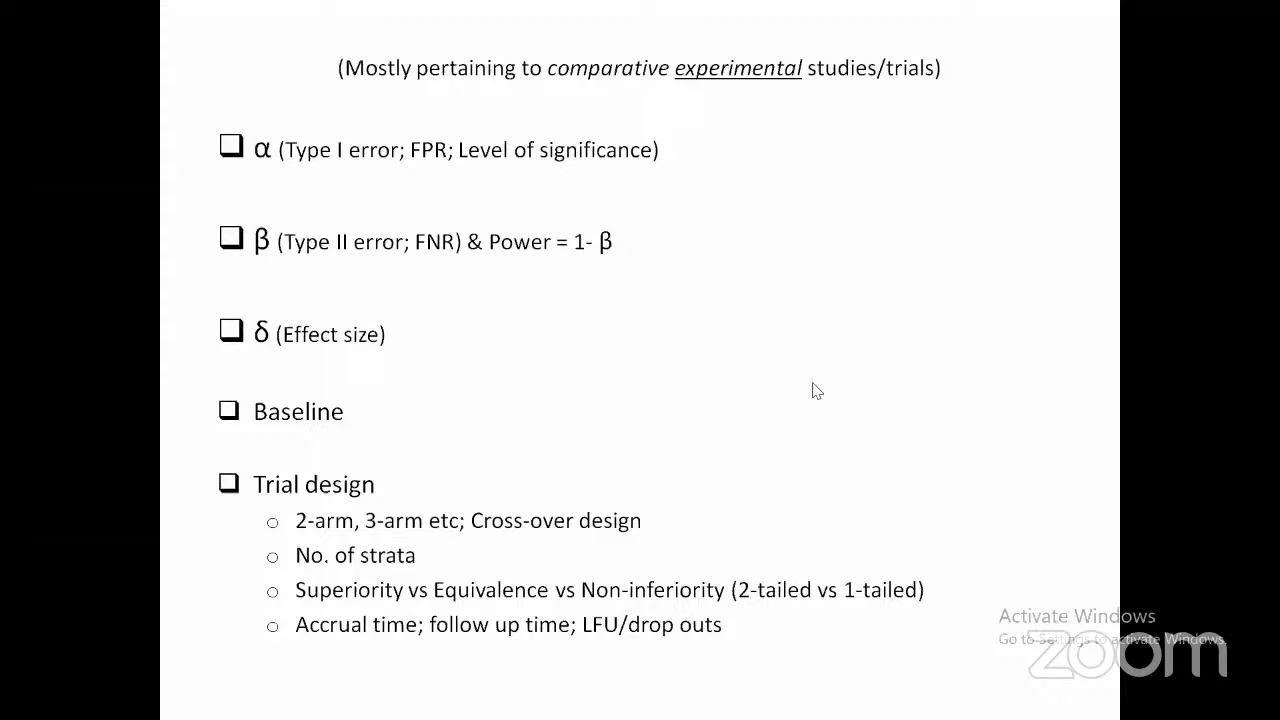 (Mostly pertaining to comparative experimental studies/trials)
α (Type I error; FPR; Level of significance)
β (Type II error; FNR) & Power = 1- β
δ (Effect size)
Baseline
Trial design
2-arm, 3-arm etc; Cross-over design
No. of strata
Superiority vs Equivalence vs Non-inferiority (2-tailed vs 1-tailed)
Accrual time; follow up time; LFU/drop outs
Activate Windows
Go to Settings to activate Windows.
zoom